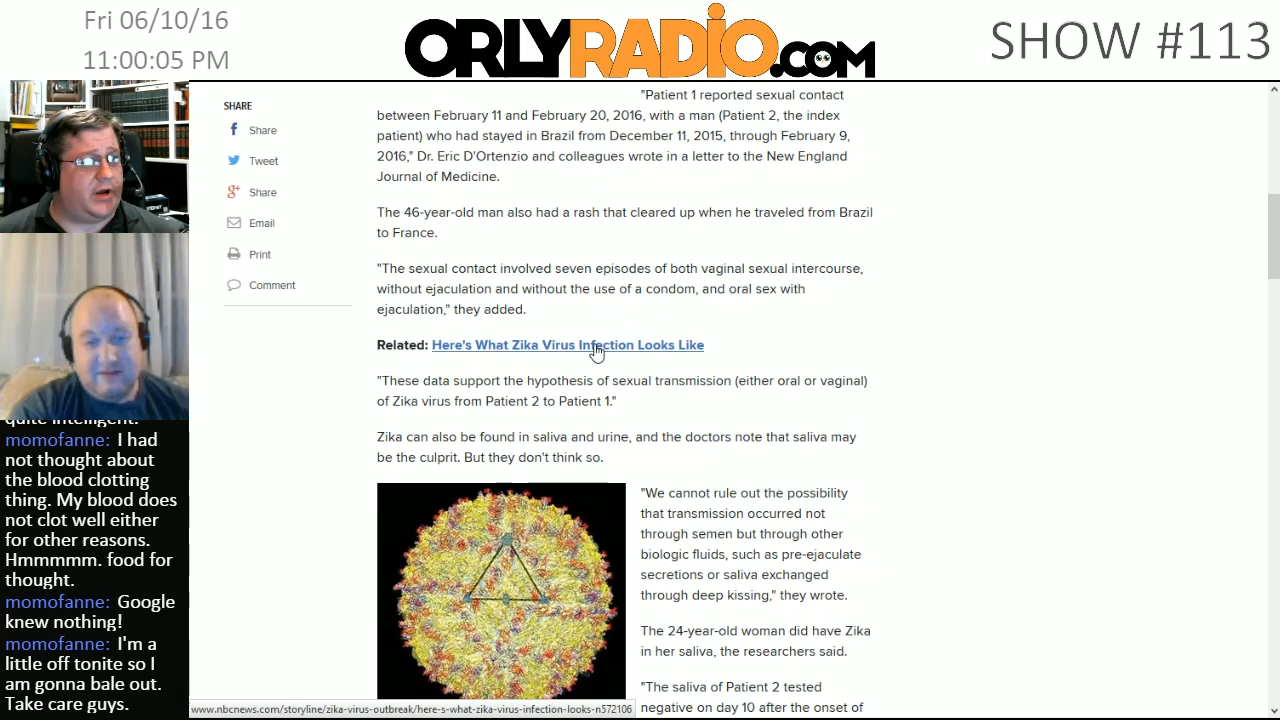 Fri 06/10/16
11:00:05 PM
ORLYRADiO.COM
SHOW #113
SHARE
Share
Tweet
Share
Email
Print
Comment
"Patient 1 reported sexual contact
between February 11 and February 20, 2016, with a man (Patient 2, the index
patient) who had stayed in Brazil from December 11, 2015, through February 9,
2016," Dr. Eric D'Ortenzio and colleagues wrote in a letter to the New England
Journal of Medicine.
The 46-year-old man also had a rash that cleared up when he traveled from Brazil
to France.
"The sexual contact involved seven episodes of both vaginal sexual intercourse,
without ejaculation and without the use of a condom, and oral sex with
ejaculation," they added.
Related: Here's What Zika Virus Infection Looks Like
"These data support the hypothesis of sexual transmission (either oral or vaginal)
of Zika virus from Patient 2 to Patient 1."
Zika can also be found in saliva and urine, and the doctors note that saliva may
be the culprit. But they don't think so.
"We cannot rule out the possibility
that transmission occurred not
through semen but through other
biologic fluids, such as pre-ejaculate
secretions or saliva exchanged
through deep kissing," they wrote.
The 24-year-old woman did have Zika
in her saliva, the researchers said.
"The saliva of Patient 2 tested
negative on day 10 after the onset of
www.nbcnews.com/storyline/zika-virus-outbreak/here-s-what-zika-virus-infection-looks-n572106
quite intelligent.
momofanne: I had
not thought about
the blood clotting
thing. My blood does
not clot well either
for other reasons.
Hmmmmm. food for
thought.
momofanne: Google
knew nothing!
momofanne: I'm a
little off tonite so I
am gonna bale out.
Take care guys.